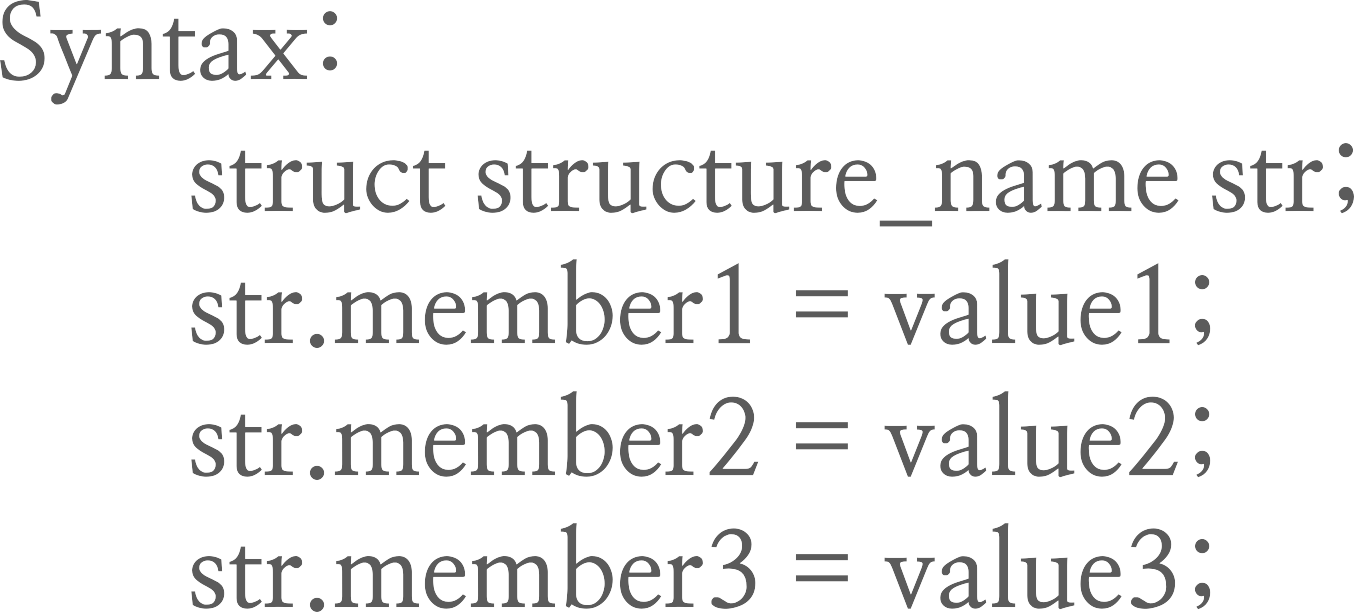 Syntax:
struct structure_name str;
str.member1 = value1;
str.member2 = value2;
str.member3 = value3;